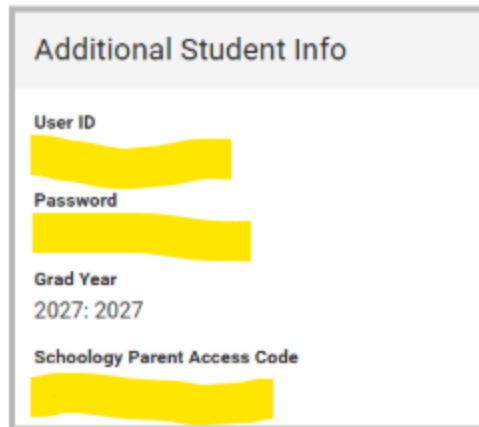 Additional Student Info
User ID
Password
Grad Year
2027: 2027
Schoology Parent Access Code